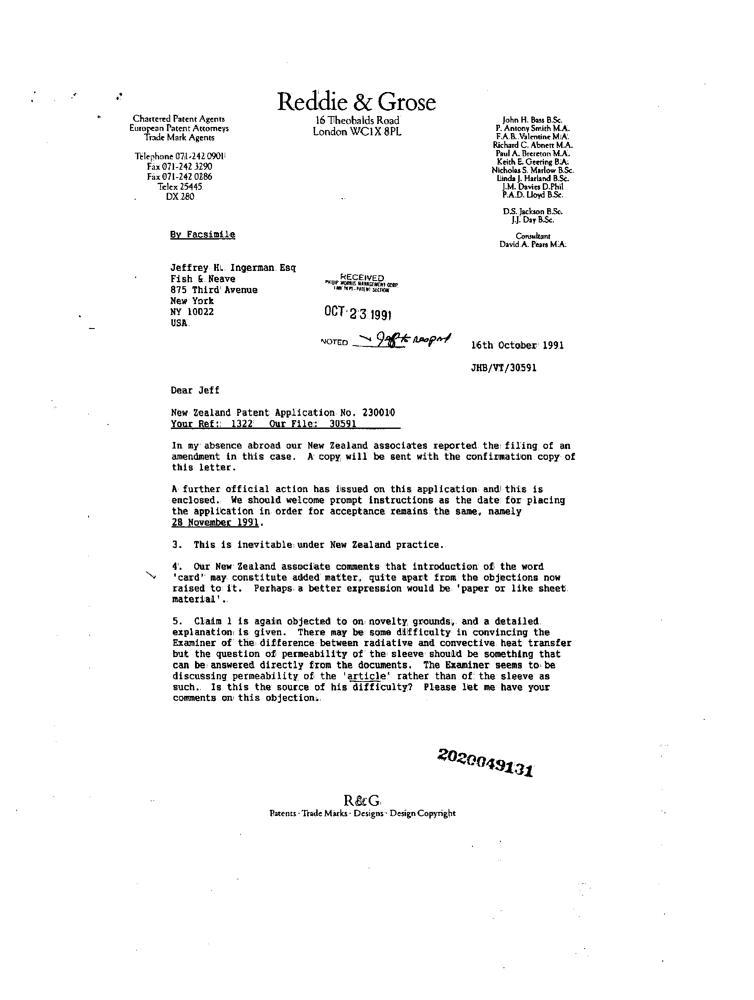 Reddie & Grose
16 Theobalds Road
London WC1X 8PL
Chartered Patent Agents
European Patent Attorneys
Trade Mark Agents
Telephone 071-242 0901
Fax 071-242 3290
Fax 071-242 0286
Telex 25445
DX 280
John H. Bass B.Sc.
P. Antony Smith M.A.
F.A.B. Valentine M.A.
Richard C. Abnett M.A.
Paul A. Brereton M.A.
Keith E. Geering B.A.
Nicholas S. Marlow B.Sc.
Linda J. Harland B.Sc.
J.M. Davies D.Phil
P.A.D. Lloyd B.Sc.
D.S. Jackson B.Sc.
J.J. Day B.Sc.
Consultant
David A. Pears M.A.
By Facsimile
Jeffrey H. Ingerman Esq
Fish & Neave
875 Third Avenue
New York
NY 10022
USA
RECEIVED
PHILIP MORRIS MANAGEMENT CORP
LAW DEPT.-PATENT SECTION
OCT 23 1991
NOTED to respond
16th October 1991
JHB/VT/30591
Dear Jeff
New Zealand Patent Application No. 230010
Your Ref: 1322 Our File: 30591
In my absence abroad our New Zealand associates reported the filing of an
amendment in this case. A copy will be sent with the confirmation copy of
this letter.
A further official action has issued on this application and this is
enclosed. We should welcome prompt instructions as the date for placing
the application in order for acceptance remains the same, namely
28 November 1991.
3. This is inevitable under New Zealand practice.
4. Our New Zealand associate comments that introduction of the word
'card' may constitute added matter, quite apart from the objections now
raised to it. Perhaps a better expression would be 'paper or like sheet
material'.
5. Claim 1 is again objected to on novelty grounds, and a detailed
explanation is given. There may be some difficulty in convincing the
Examiner of the difference between radiative and convective heat transfer
but the question of permeability of the sleeve should be something that
can be answered directly from the documents. The Examiner seems to be
discussing permeability of the 'article' rather than of the sleeve as
such. Is this the source of his difficulty? Please let me have your
comments on this objection.
2020049131
R&G
Patents · Trade Marks · Designs · Design Copyright